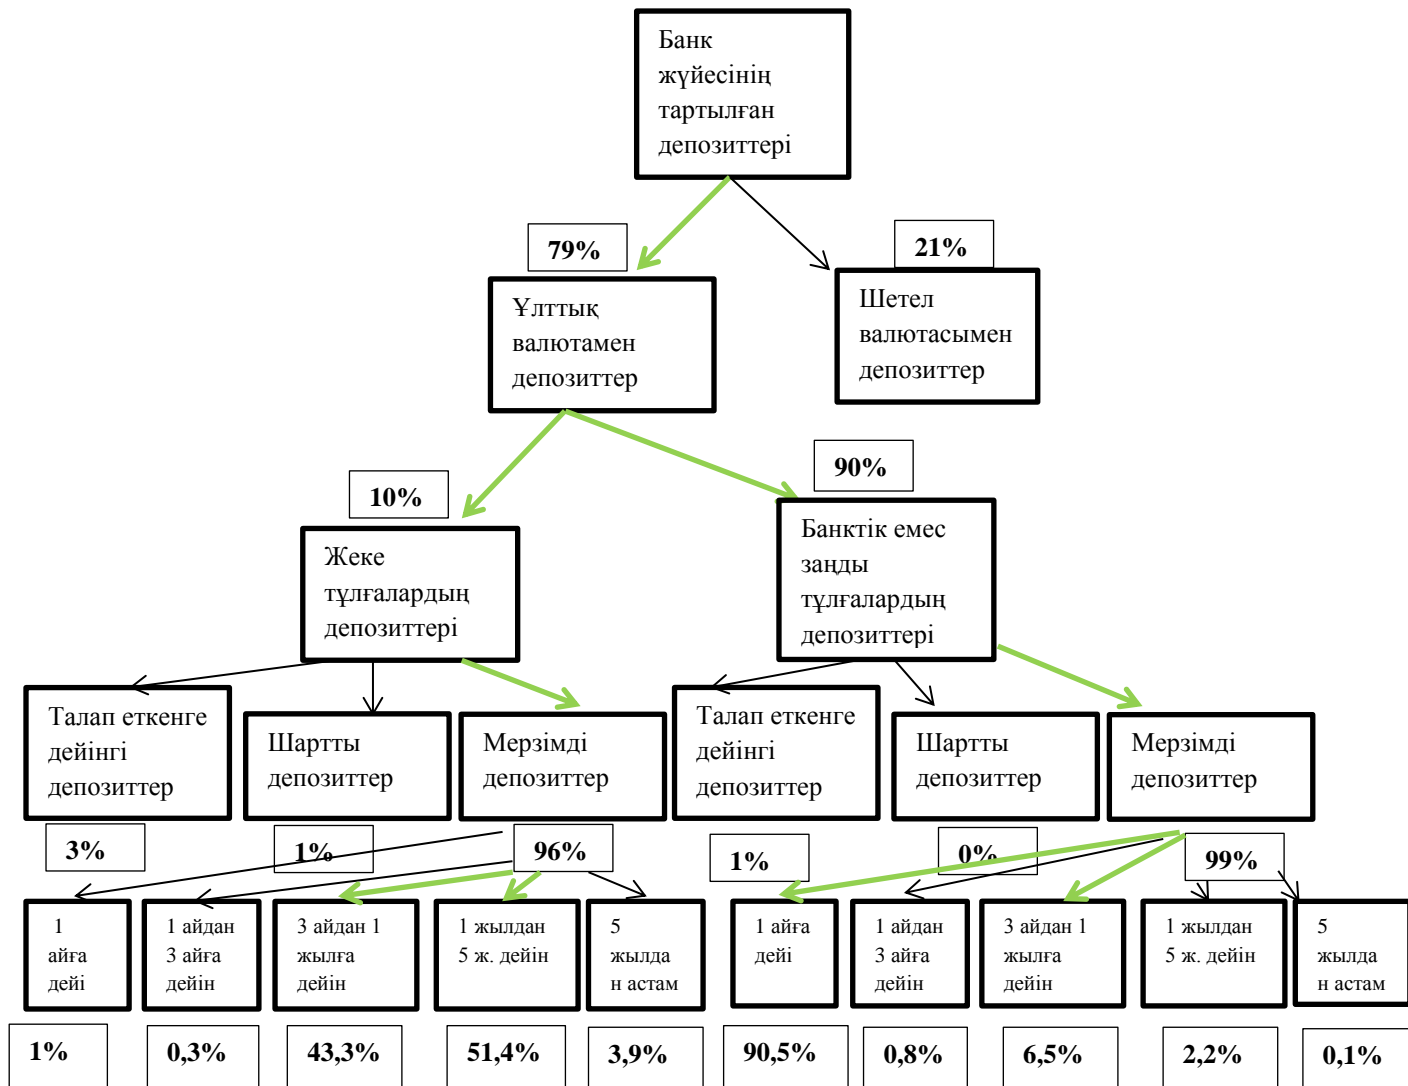 Банк
жүйесінің
тартылған
депозиттері
79%
21%
Ұлттық
валютамен
депозиттер
Шетел
валютасымен
депозиттер
10%
90%
Жеке
тұлғалардың
депозиттері
Банктік емес
заңды
тұлғалардың
депозиттері
Талап еткенге
дейінгі
депозиттер
Шартты
депозиттер
Мерзімді
депозиттер
Талап еткенге
дейінгі
депозиттер
Шартты
депозиттер
Мерзімді
депозиттер
3%
1%
96%
1%
0%
99%
1
айға
дейі
1 айдан
3 айға
дейін
3 айдан 1
жылға
дейін
1 жылдан
5 ж. дейін
5
жылда
н астам
1 айға
дейі
1 айдан
3 айға
дейін
3 айдан 1
жылға
дейін
1 жылдан
5 ж. дейін
5
жылда
н астам
1%
0,3%
43,3%
51,4%
3,9%
90,5%
0,8%
6,5%
2,2%
0,1%